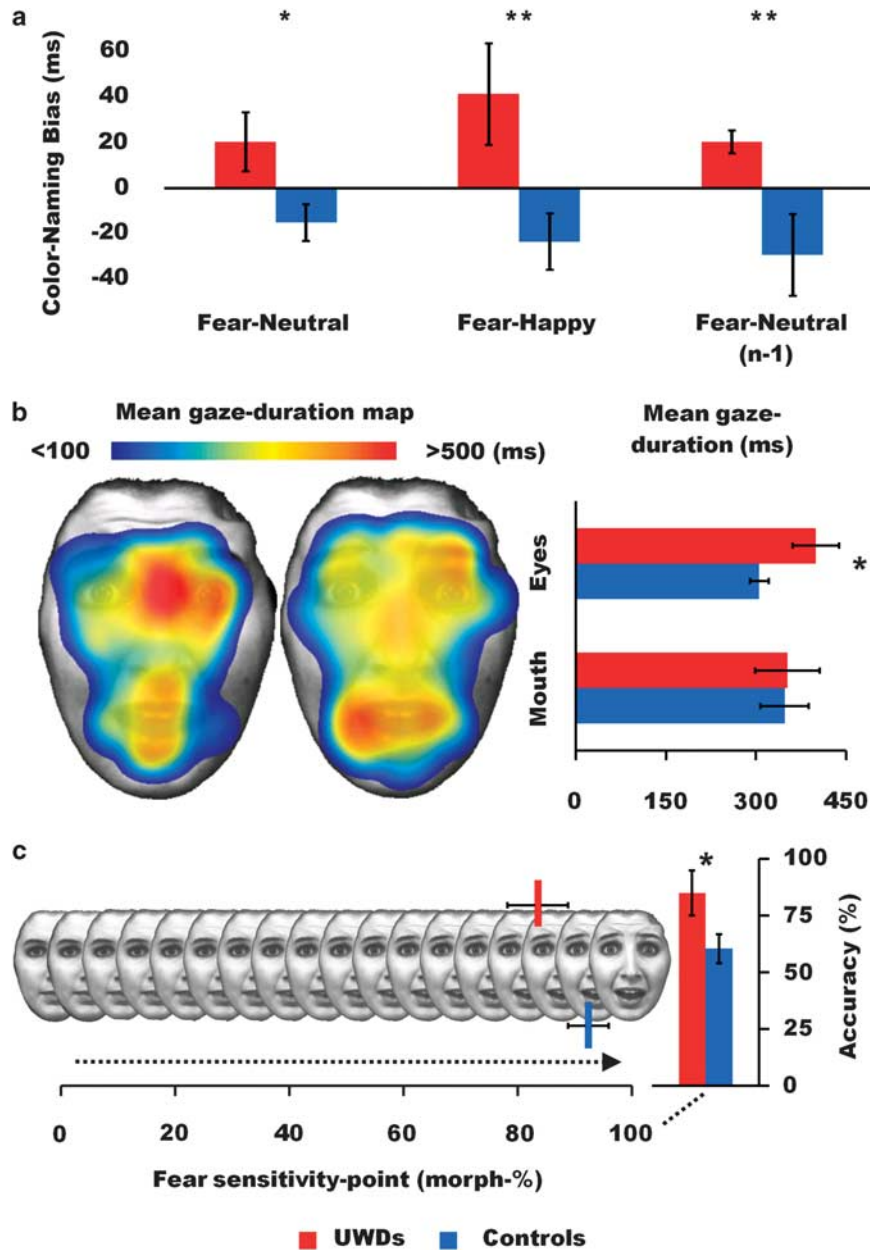 a
* ** **
Color-Naming Bias (ms)
60
40
20
0
-20
-40
Fear-Neutral Fear-Happy Fear-Neutral
(n-1)
b
Mean gaze-duration map
<100 >500 (ms)
Mean gaze-
duration (ms)
Eyes
*
Mouth
0 150 300 450
c
*
100
75
50
25
0
Accuracy (%)
0 20 40 60 80 100
Fear sensitivity-point (morph-%)
UWDs Controls